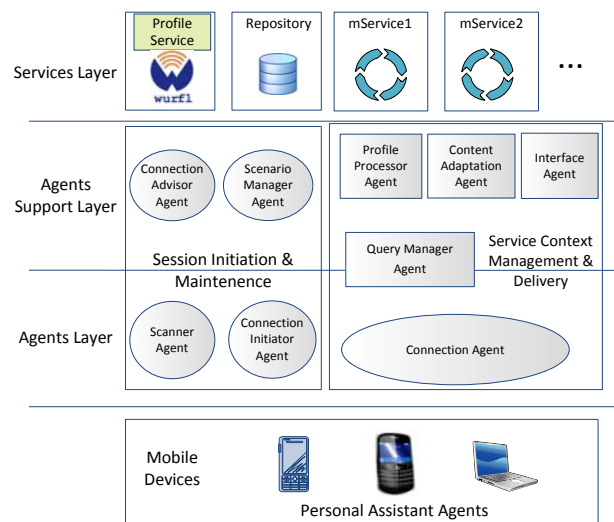 Profile
Service
wurfl
Repository
mService1
mService2
...
Services Layer
Connection
Advisor
Agent
Scenario
Manager
Agent
Profile
Processor
Agent
Content
Adaptation
Agent
Interface
Agent
Agents
Support Layer
Session Initiation &
Maintenence
Query Manager
Agent
Service Context
Management &
Delivery
Agents Layer
Scanner
Agent
Connection
Initiator
Agent
Connection Agent
Mobile
Devices
Personal Assistant Agents